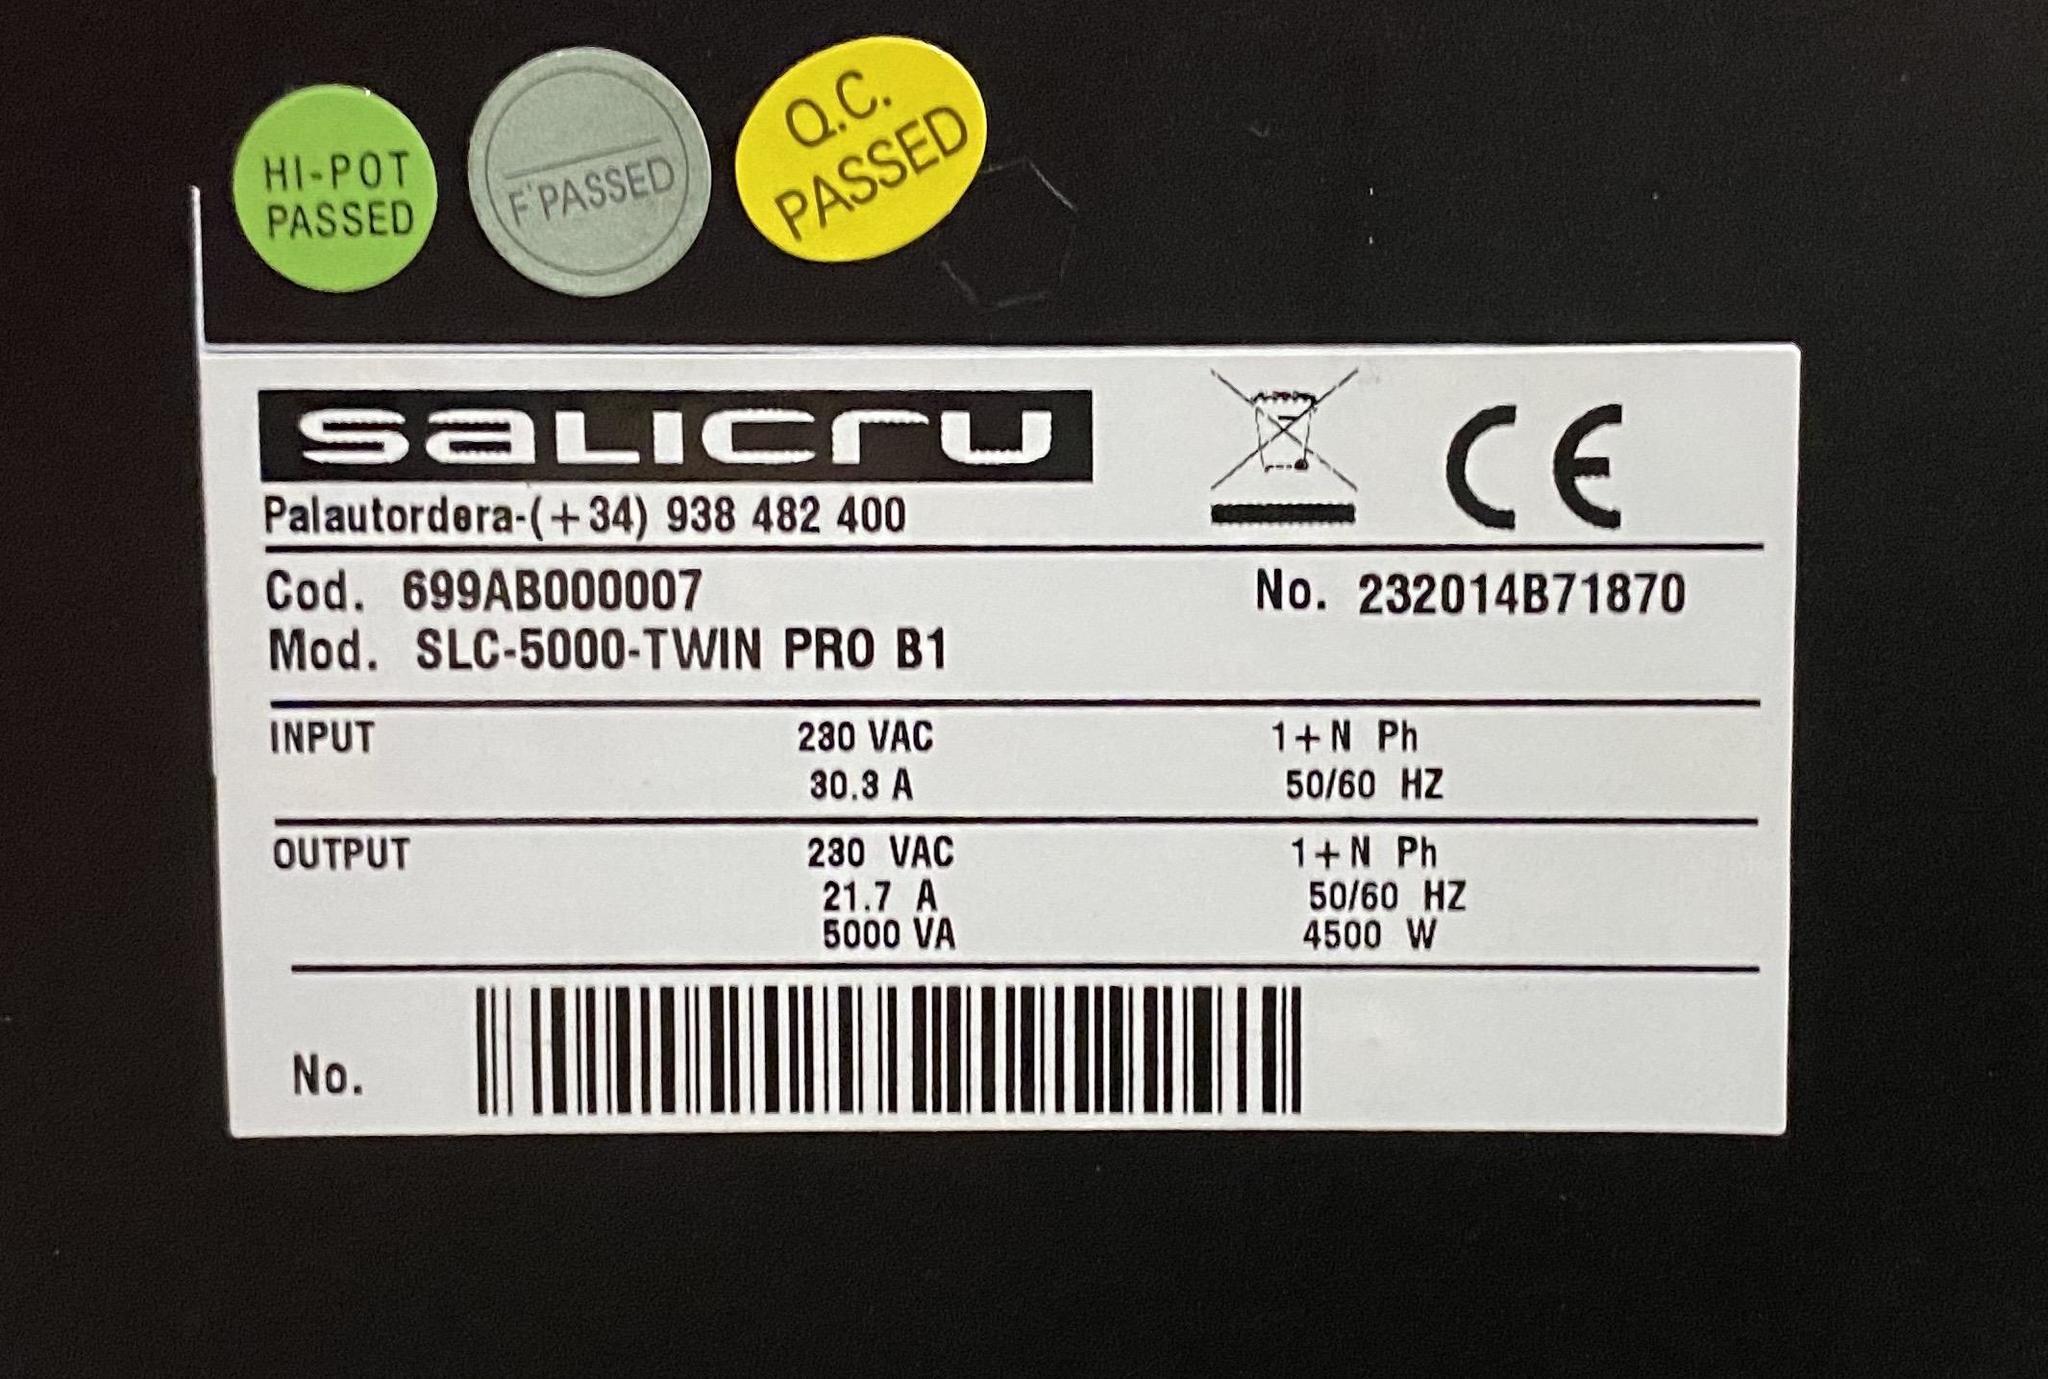 HI-POT
PASSED
F'PASSED
Q.C.
PASSED
SALICRU
CE
Palautordera-(+34) 938 482 400
Cod. 699AB000007 No. 232014B71870
Mod. SLC-5000-TWIN PRO B1
INPUT 230 VAC 1+N Ph
30.3 A 50/60 HZ
OUTPUT 230 VAC 1+N Ph
21.7 A 50/60 HZ
5000 VA 4500 W
No.